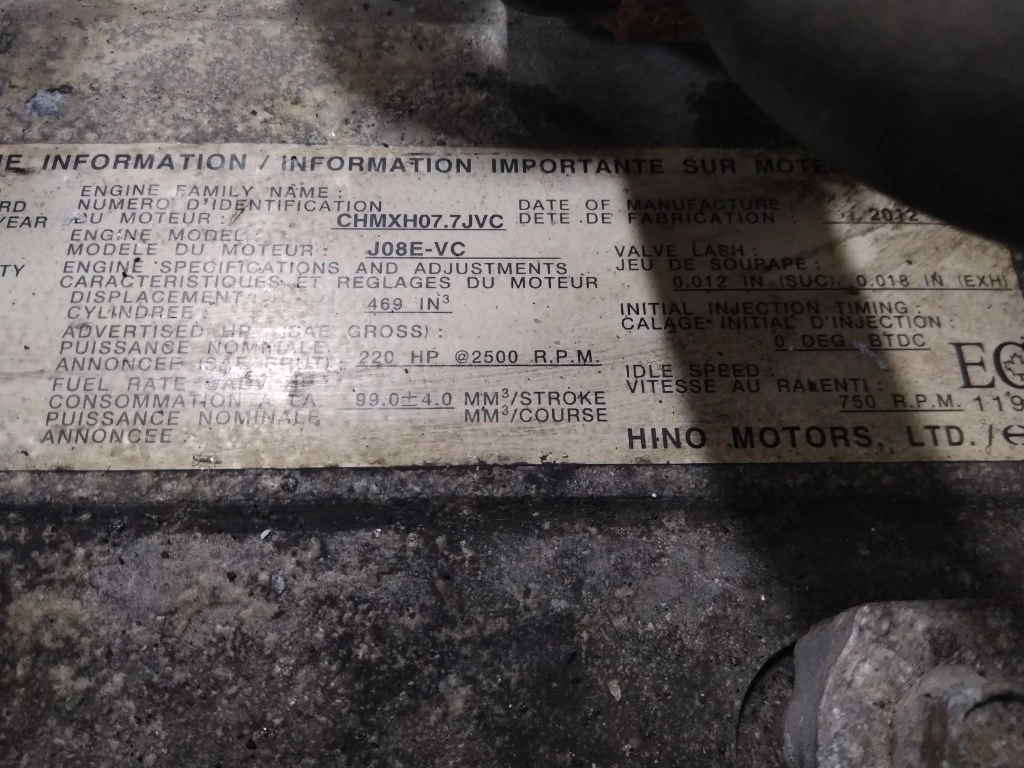 INFORMATION / INFORMATION IMPORTANTE SUR
ENGINE FAMILY NAME :
NUMERO D'IDENTIFICATION
YEAR DU MOTEUR : CHMXH07.7JVC
ENGINE MODEL :
MODELE DU MOTEUR : J08E-VC
ENGINE SPECIFICATIONS AND ADJUSTMENTS
CARACTERISTIQUES ET REGLAGES DU MOTEUR
DISPLACEMENT :
CYLINDREE : 469 IN³
ADVERTISED HP (SAE GROSS) :
PUISSANCE NOMINALE
220 HP @2500 R.P.M.
FUEL RATE
CONSOMMATION A LA 99.0±4.0 MM³/STROKE
PUISSANCE NOMINALE MM³/COURSE
ANNONCEE :
DATE OF MANUFACTURE :
DETE DE FABRICATION : 2012
VALVE LASH :
JEU DE SOUPAPE :
0.012 IN (SUC), 0.018 IN (EXH)
INITIAL INJECTION TIMING :
CALAGE INITIAL D'INJECTION :
0 DEG. BTDC
IDLE SPEED :
VITESSE AU RALENTI :
750 R.P.M.
HINO MOTORS, LTD.